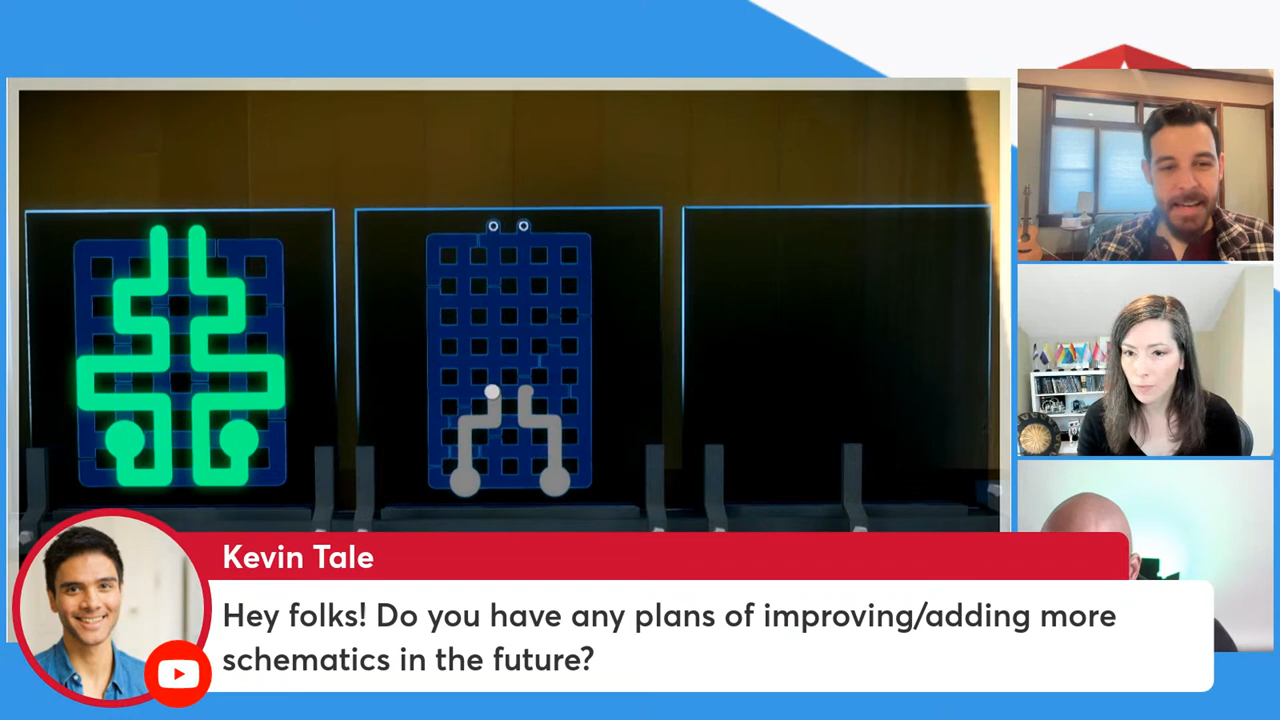 Kevin Tale
Hey folks! Do you have any plans of improving/adding more
schematics in the future?